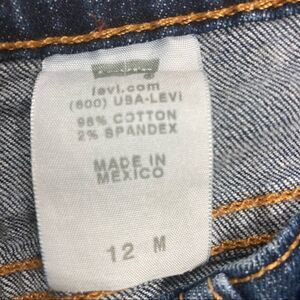 levi.com
(800) USA-LEVI
98% COTTON
2% SPANDEX
MADE IN
MEXICO
12 M